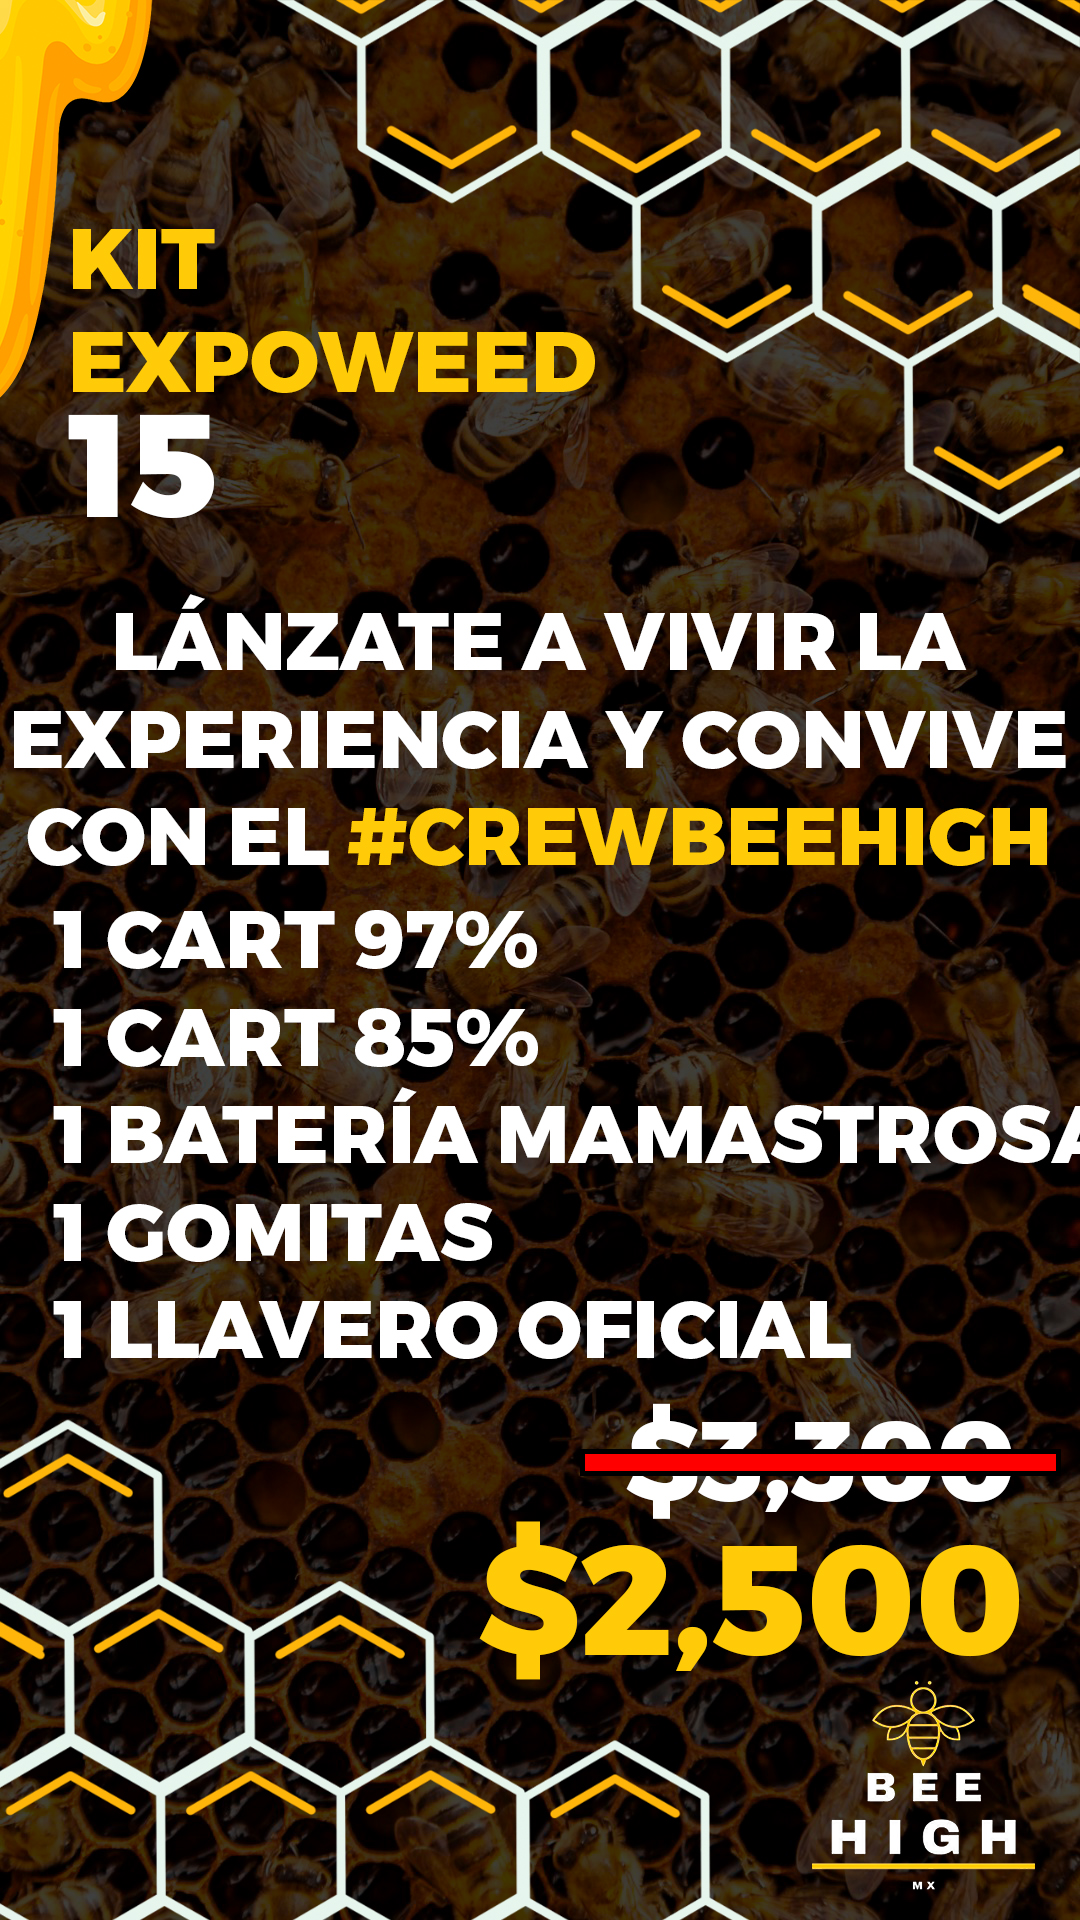 KIT
EXPOWEED
15
LÁNZATE A VIVIR LA
EXPERIENCIA Y CONVIVE
CON EL #CREWBEEHIGH
1 CART 97%
1 CART 85%
1 BATERÍA MAMASTROSA
1 GOMITAS
1 LLAVERO OFICIAL
$3,300
$2,500
BEE
HIGH
MX